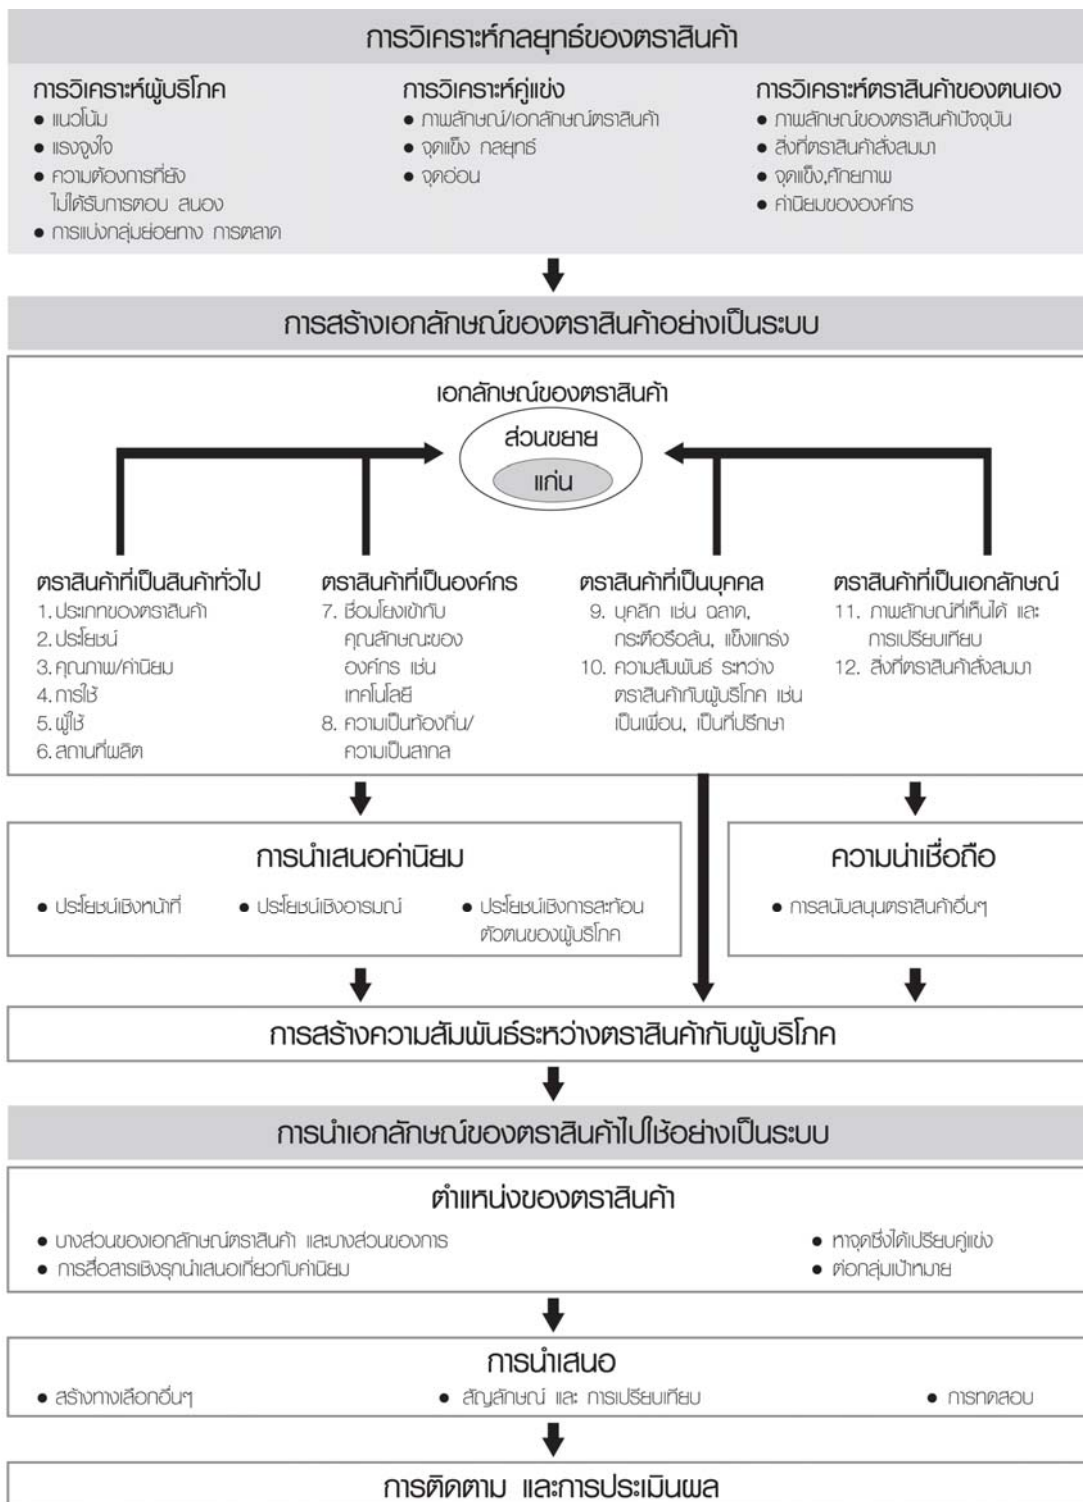 การวิเคราะห์กลยุทธ์ของตราสินค้า
การวิเคราะห์ผู้บริโภค
● แนวโน้ม
● แรงจูงใจ
● ความต้องการที่ยัง
ไม่ได้รับการตอบ สนอง
● การแบ่งกลุ่มย่อยทาง การตลาด
การวิเคราะห์คู่แข่ง
● ภาพลักษณ์/เอกลักษณ์ตราสินค้า
● จุดแข็ง กลยุทธ์
● จุดอ่อน
การวิเคราะห์ตราสินค้าของตนเอง
● ภาพลักษณ์ของตราสินค้าปัจจุบัน
● สิ่งที่ตราสินค้าสั่งสมมา
● จุดแข็ง,ศักยภาพ
● ค่านิยมขององค์กร
การสร้างเอกลักษณ์ของตราสินค้าอย่างเป็นระบบ
เอกลักษณ์ของตราสินค้า
ส่วนขยาย
แก่น
ตราสินค้าที่เป็นสินค้าทั่วไป
1. ประเภทของตราสินค้า
2. ประโยชน์
3. คุณภาพ/ค่านิยม
4. การใช้
5. ผู้ใช้
6. สถานที่ผลิต
ตราสินค้าที่เป็นองค์กร
7. เชื่อมโยงเข้ากับ
คุณลักษณะของ
องค์กร เช่น
เทคโนโลยี
8. ความเป็นท้องถิ่น/
ความเป็นสากล
ตราสินค้าที่เป็นบุคคล
9. บุคลิก เช่น ฉลาด,
กระตือรือล้น, แข็งแกร่ง
10. ความสัมพันธ์ ระหว่าง
ตราสินค้ากับผู้บริโภค เช่น
เป็นเพื่อน, เป็นที่ปรึกษา
ตราสินค้าที่เป็นเอกลักษณ์
11. ภาพลักษณ์ที่เห็นได้ และ
การเปรียบเทียบ
12. สิ่งที่ตราสินค้าสั่งสมมา
การนำเสนอค่านิยม
● ประโยชน์เชิงหน้าที่
● ประโยชน์เชิงอารมณ์
● ประโยชน์เชิงการสะท้อน
ตัวตนของผู้บริโภค
ความน่าเชื่อถือ
● การสนับสนุนตราสินค้าอื่นๆ
การสร้างความสัมพันธ์ระหว่างตราสินค้ากับผู้บริโภค
การนำเอกลักษณ์ของตราสินค้าไปใช้อย่างเป็นระบบ
ตำแหน่งของตราสินค้า
● บางส่วนของเอกลักษณ์ตราสินค้า และบางส่วนของการ
● การสื่อสารเชิงรุกนำเสนอเกี่ยวกับค่านิยม
● หาจุดซึ่งได้เปรียบคู่แข่ง
● ต่อกลุ่มเป้าหมาย
การนำเสนอ
● สร้างทางเลือกอื่นๆ
● สัญลักษณ์ และ การเปรียบเทียบ
● การทดสอบ
การติดตาม และการประเมินผล